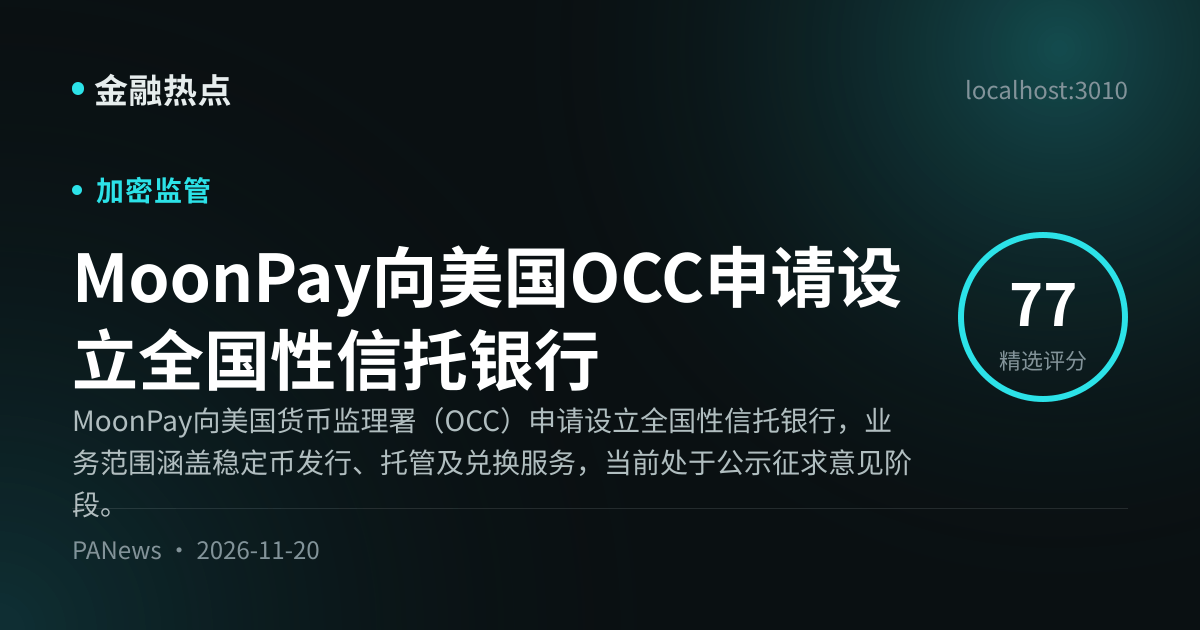 金融热点
localhost:3010
加密监管
MoonPay向美国OCC申请设
立全国性信托银行
77
精选评分
MoonPay向美国货币监理署（OCC）申请设立全国性信托银行，业
务范围涵盖稳定币发行、托管及兑换服务，当前处于公示征求意见阶
段。
PANews • 2026-11-20